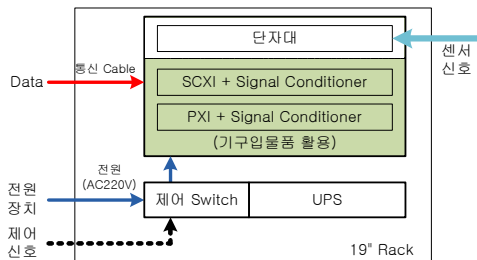 단자대
센서
신호
통신 Cable
Data
SCXI + Signal Conditioner
PXI + Signal Conditioner
(기구입물품 활용)
전원
(AC220V)
전원
장치
제어 Switch
UPS
제어
신호
19" Rack